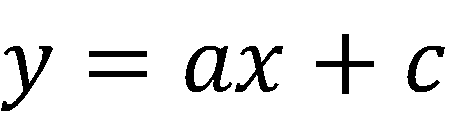 y = ax + c